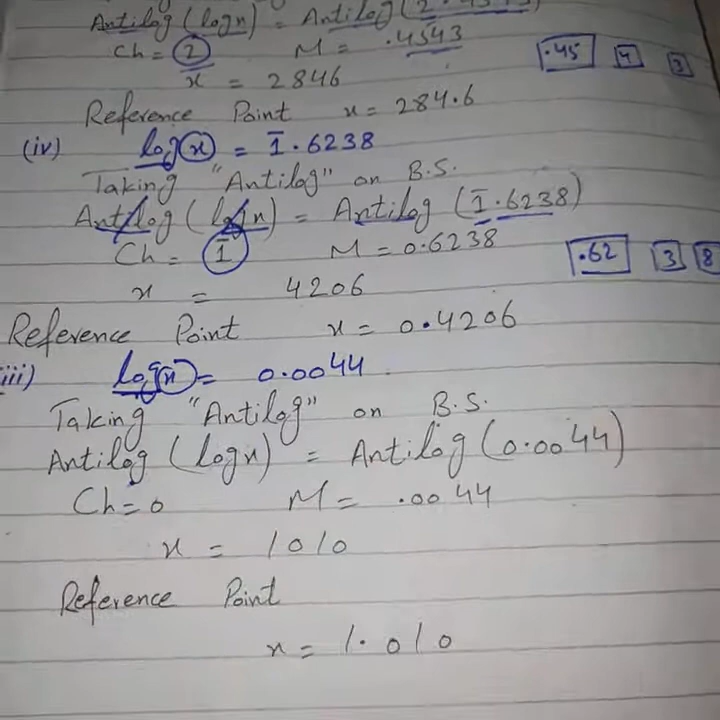 Antilog (log x) = Antilog (2.4543)
Ch = 2 M = .4543 .45 4 3
x = 2846
Reference Point x = 284.6
(iv) log(x) = 1̅.6238
Taking "Antilog" on B.S.
Antilog (log x) = Antilog (1̅.6238)
Ch = 1̅ M = 0.6238 .62 3 8
x = 4206
Reference Point x = 0.4206
iii) log(x) = 0.0044
Taking "Antilog" on B.S.
Antilog (log x) = Antilog (0.0044)
Ch = 0 M = .0044
x = 1010
Reference Point
x = 1.010